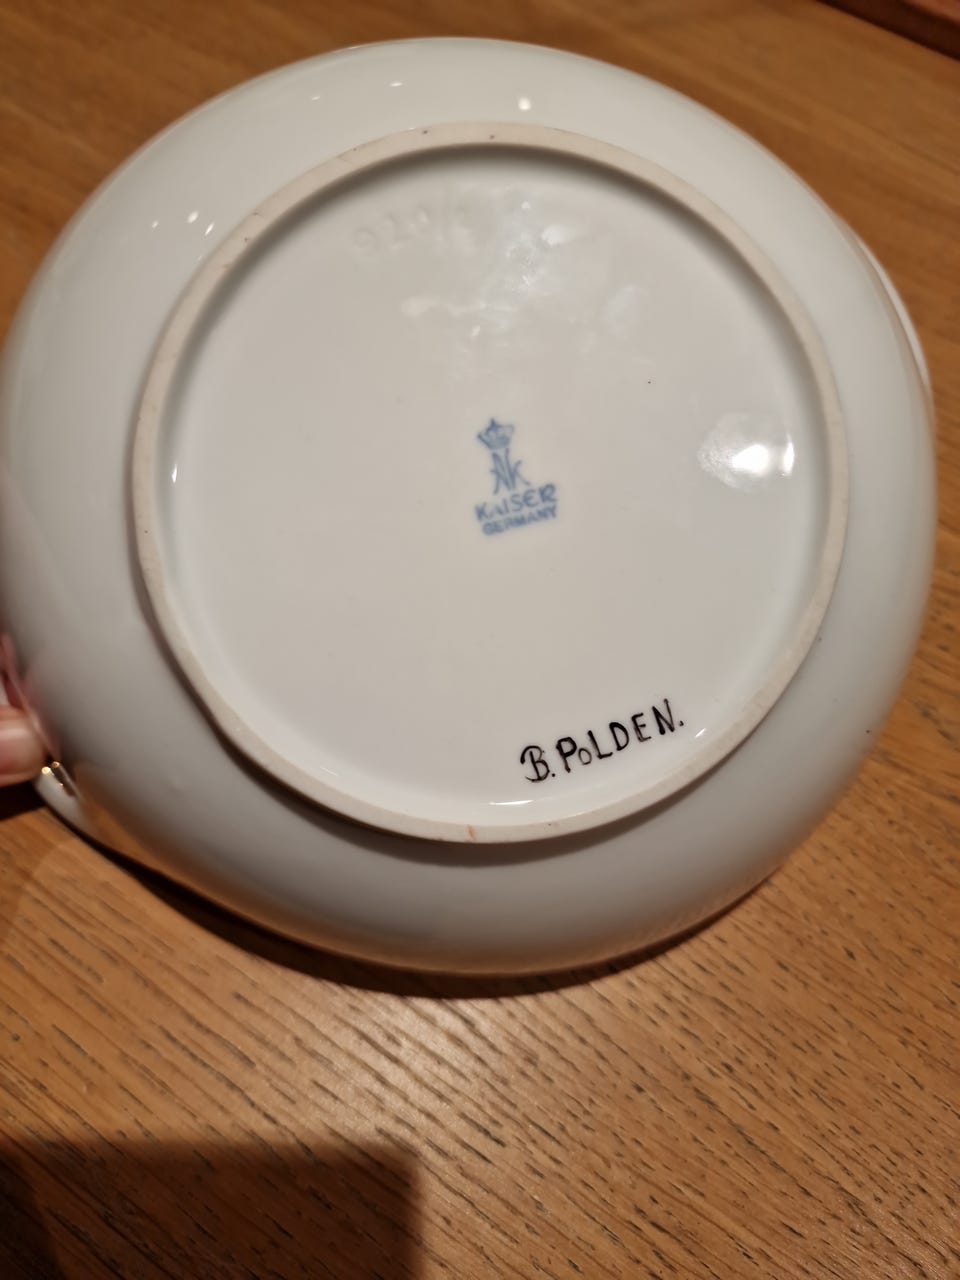 AK
KAISER
GERMANY
B. POLDEN.